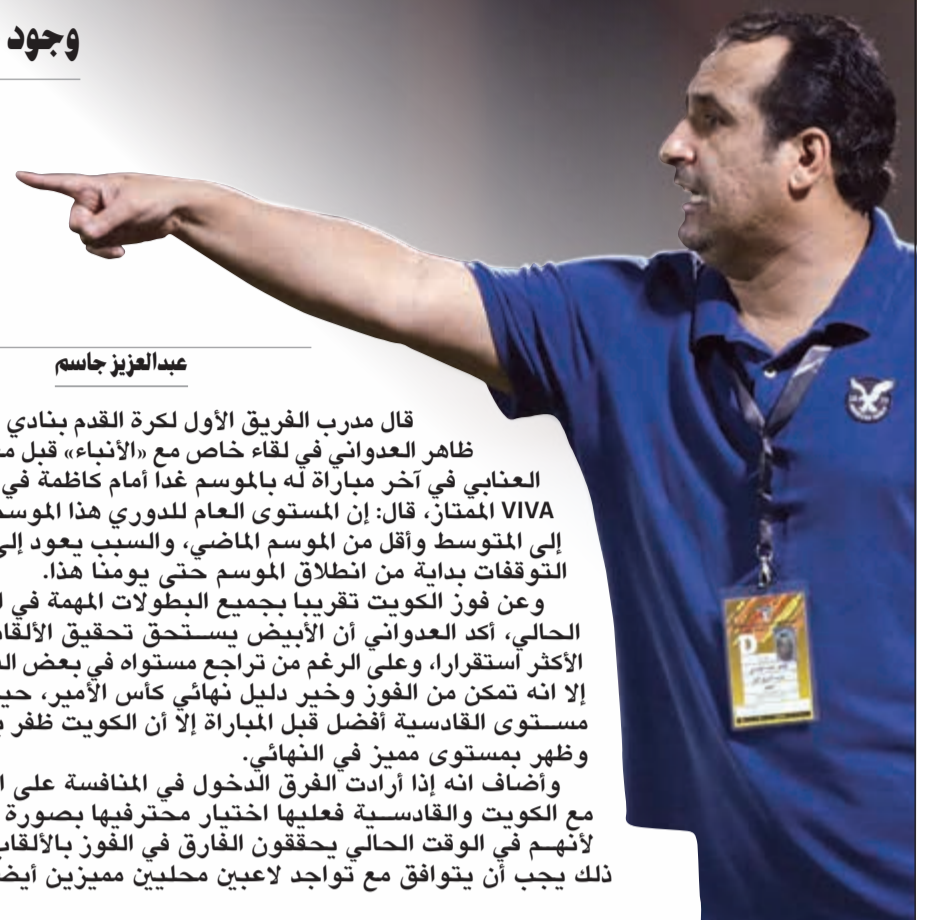 وجود
عبدالعزيز جاسم
قال مدرب الفريق الأول لكرة القدم بنادي
ظاهر العدواني في لقاء خاص مع «الأنباء» قبل
العنابي في آخر مباراة له بالموسم غدا أمام كاظمة في
VIVA الممتاز، قال: إن المستوى العام للدوري هذا الموسم
إلى المتوسط وأقل من الموسم الماضي، والسبب يعود إلى
التوقفات بداية من انطلاق الموسم حتى يومنا هذا.
وعن فوز الكويت تقريبا بجميع البطولات المهمة في
الحالي، أكد العدواني أن الأبيض يستحق تحقيق
الأكثر استقرارا، وعلى الرغم من تراجع مستواه في بعض
إلا انه تمكن من الفوز وخير دليل نهائي كأس الأمير،
مستوى القادسية أفضل قبل المباراة إلا أن الكويت ظفر
وظهر بمستوى مميز في النهائي.
وأضاف انه إذا أرادت الفرق الدخول في المنافسة على
مع الكويت والقادسية فعليها اختيار محترفيها بصورة
لأنهم في الوقت الحالي يحققون الفارق في الفوز
ذلك يجب أن يتوافق مع تواجد لاعبين محليين مميزين
D